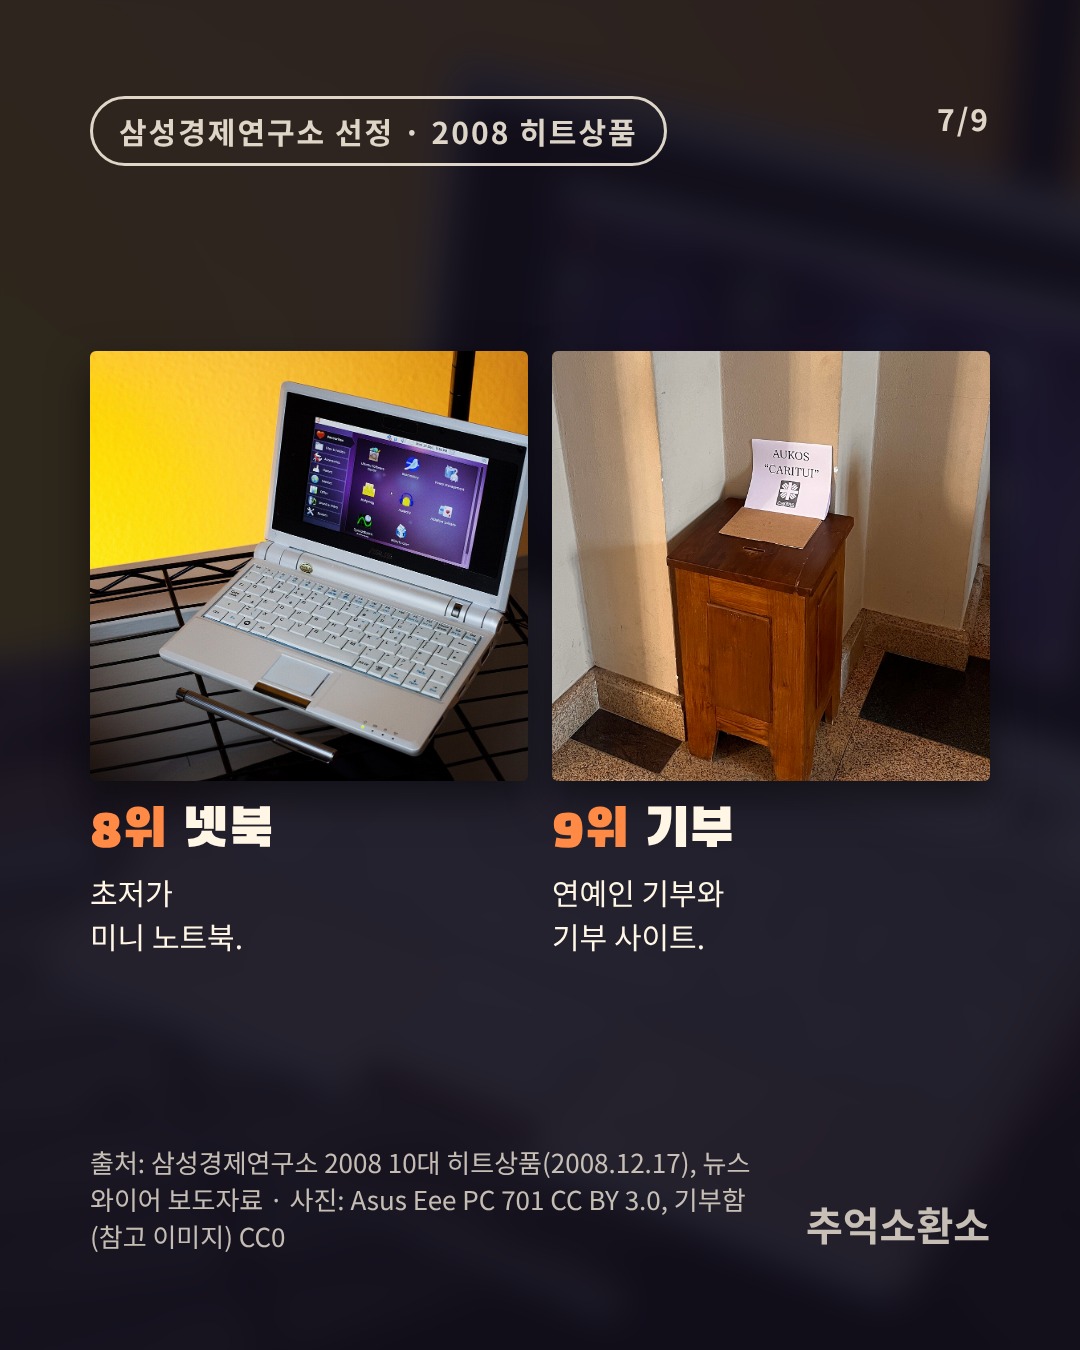 삼성경제연구소 선정 · 2008 히트상품
7/9
AUKOS
“CARITUI”
8위 넷북
초저가
미니 노트북.
9위 기부
연예인 기부와
기부 사이트.
출처: 삼성경제연구소 2008 10대 히트상품(2008.12.17), 뉴스
와이어 보도자료 · 사진: Asus Eee PC 701 CC BY 3.0, 기부함
(참고 이미지) CC0
추억소환소